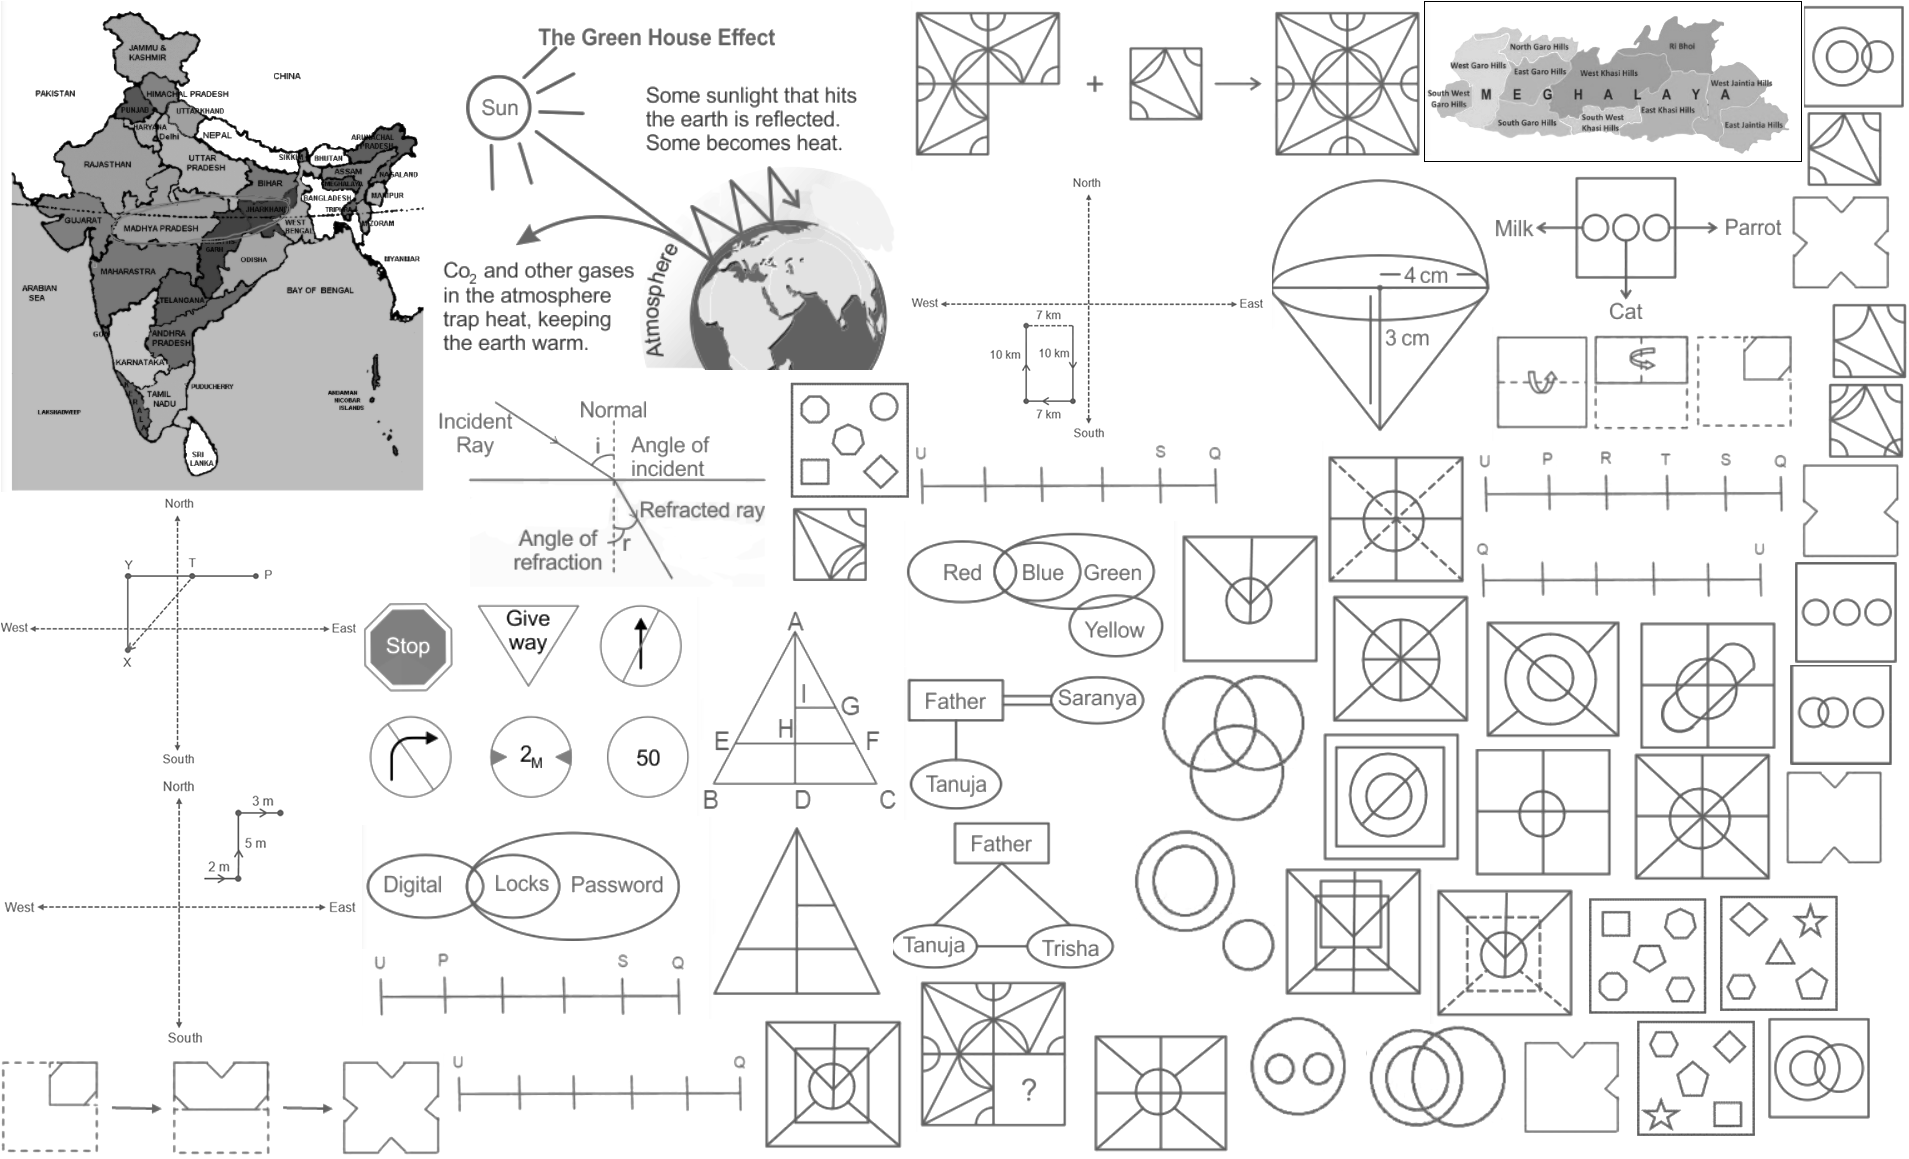 JAMMU &
KASHMIR
CHINA
PAKISTAN
HIMACHAL PRADESH
PUNJAB
UTTARKHAND
HARYANA
Delhi
NEPAL
ARUNACHAL
PRADESH
SIKKIM
BHUTAN
RAJASTHAN
UTTAR
PRADESH
ASSAM
NAGALAND
BIHAR
MEGHALAYA
BANGLADESH
MANIPUR
JHARKHAND
TRIPURA
GUJARAT
MADHYA PRADESH
WEST
BENGAL
MIZORAM
ODISHA
MYANMAR
MAHARASTRA
ARABIAN
SEA
BAY OF BENGAL
TELANGANA
GOA
ANDHRA
PRADESH
KARNATAKA
PUDUCHERRY
TAMIL
NADU
KERALA
LAKSHADWEEP
ANDAMAN
NICOBAR
ISLANDS
SRI
LANKA
The Green House Effect
Sun
Some sunlight that hits
the earth is reflected.
Some becomes heat.
Co2 and other gases
in the atmosphere
trap heat, keeping
the earth warm.
Atmosphere
+
North Garo Hills
Ri Bhoi
West Garo Hills
East Garo Hills
West Khasi Hills
West Jaintia Hills
South West
Garo Hills
MEGHALAYA
South Garo Hills
South West
Khasi Hills
East Khasi Hills
East Jaintia Hills
North
West
East
7 km
10 km
10 km
7 km
South
4 cm
3 cm
Milk
Parrot
Cat
Incident
Ray
Normal
i
Angle of
incident
Refracted ray
Angle of
refraction
r
U S Q
U P R T S Q
Q U
North
Y T P
West
East
X
South
Stop
Give
way
2M
50
A
I
G
H
E
F
B D C
Red
Blue
Green
Yellow
Father
Saranya
Tanuja
North
3 m
5 m
2 m
West
East
South
Digital
Locks
Password
U P S Q
Father
Tanuja
Trisha
U Q
?